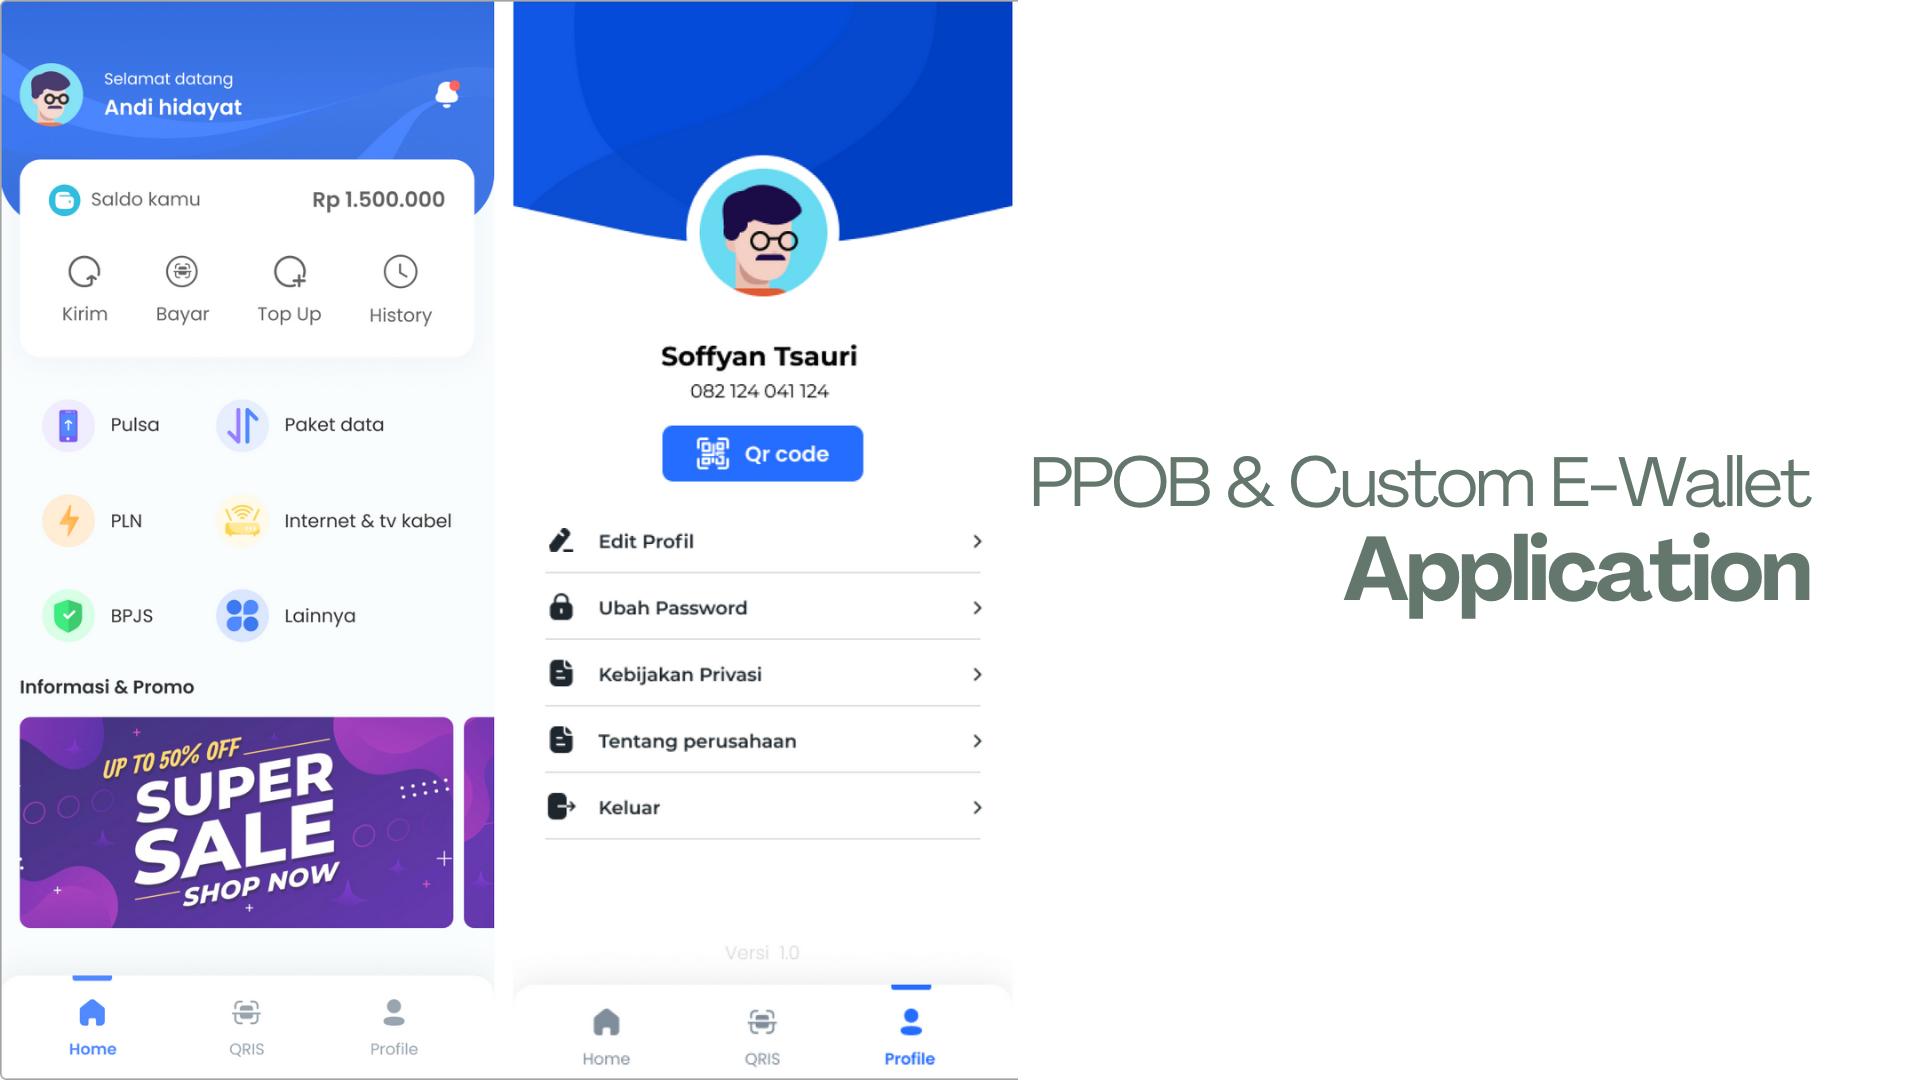 Selamat datang
Andi hidayat
Saldo kamu
Rp 1.500.000
Kirim
Bayar
Top Up
History
Pulsa
Paket data
PLN
Internet & tv kabel
BPJS
Lainnya
Informasi & Promo
UP TO 50% OFF
SUPER
SALE
SHOP NOW
Home
QRIS
Profile
Soffyan Tsauri
082 124 041 124
Qr code
Edit Profil
Ubah Password
Kebijakan Privasi
Tentang perusahaan
Keluar
Versi 1.0
Home
QRIS
Profile
PPOB & Custom E-Wallet
Application